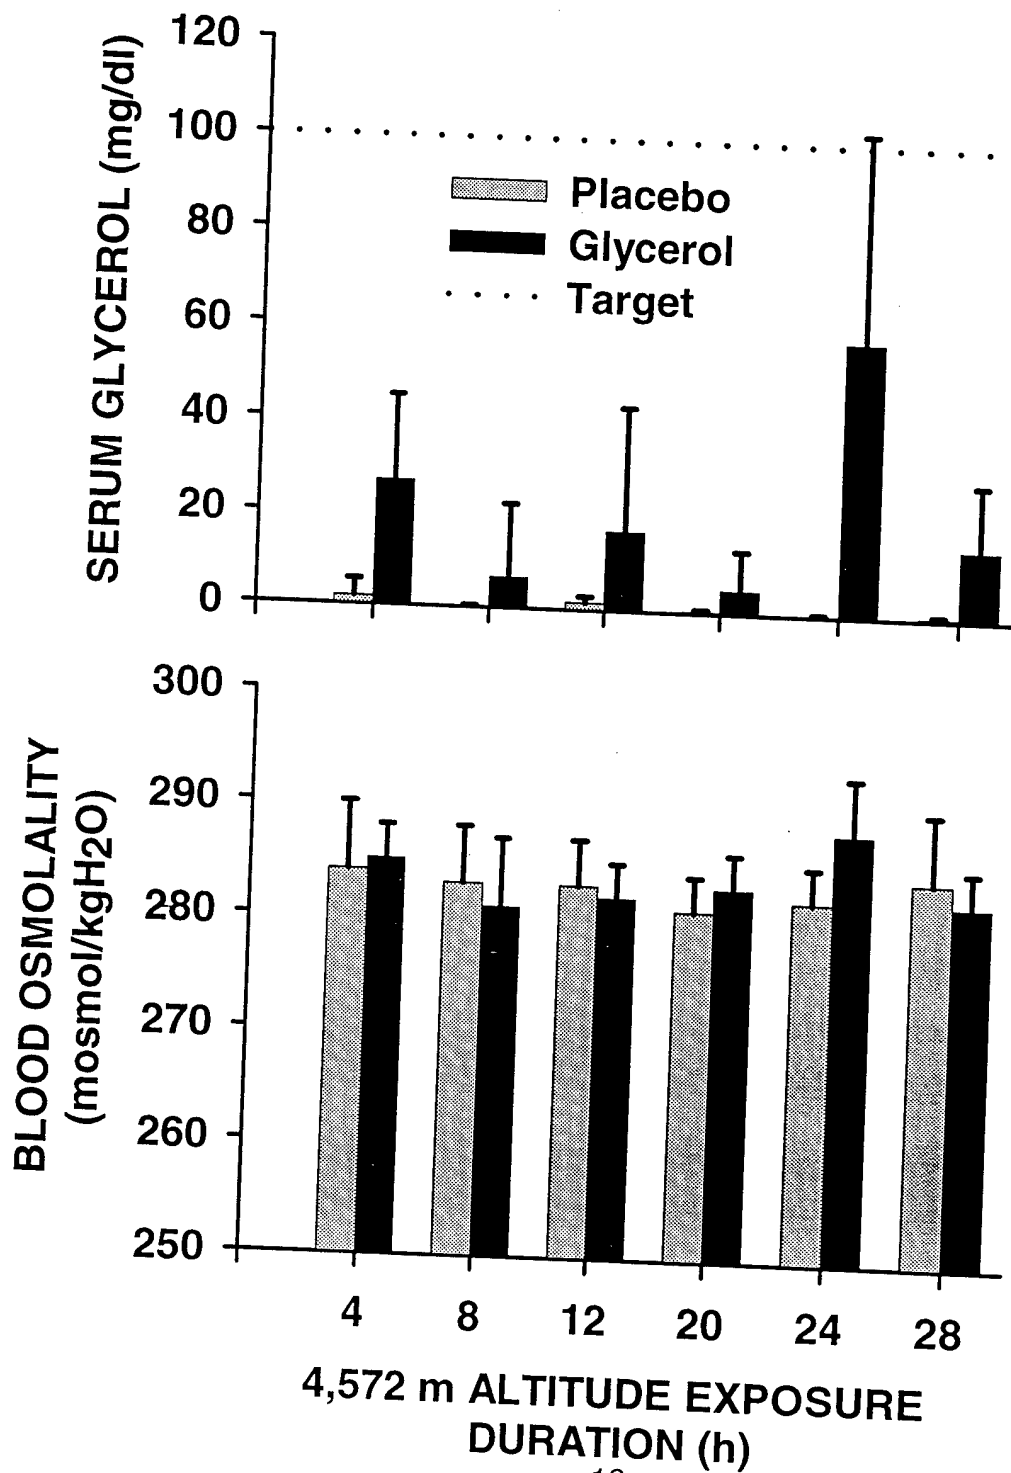 120
100
80
60
40
20
0
SERUM GLYCEROL (mg/dl)
Placebo
Glycerol
Target
300
290
280
270
260
250
BLOOD OSMOLALITY
(mosmol/kgH2O)
4 8 12 20 24 28
4,572 m ALTITUDE EXPOSURE
DURATION (h)